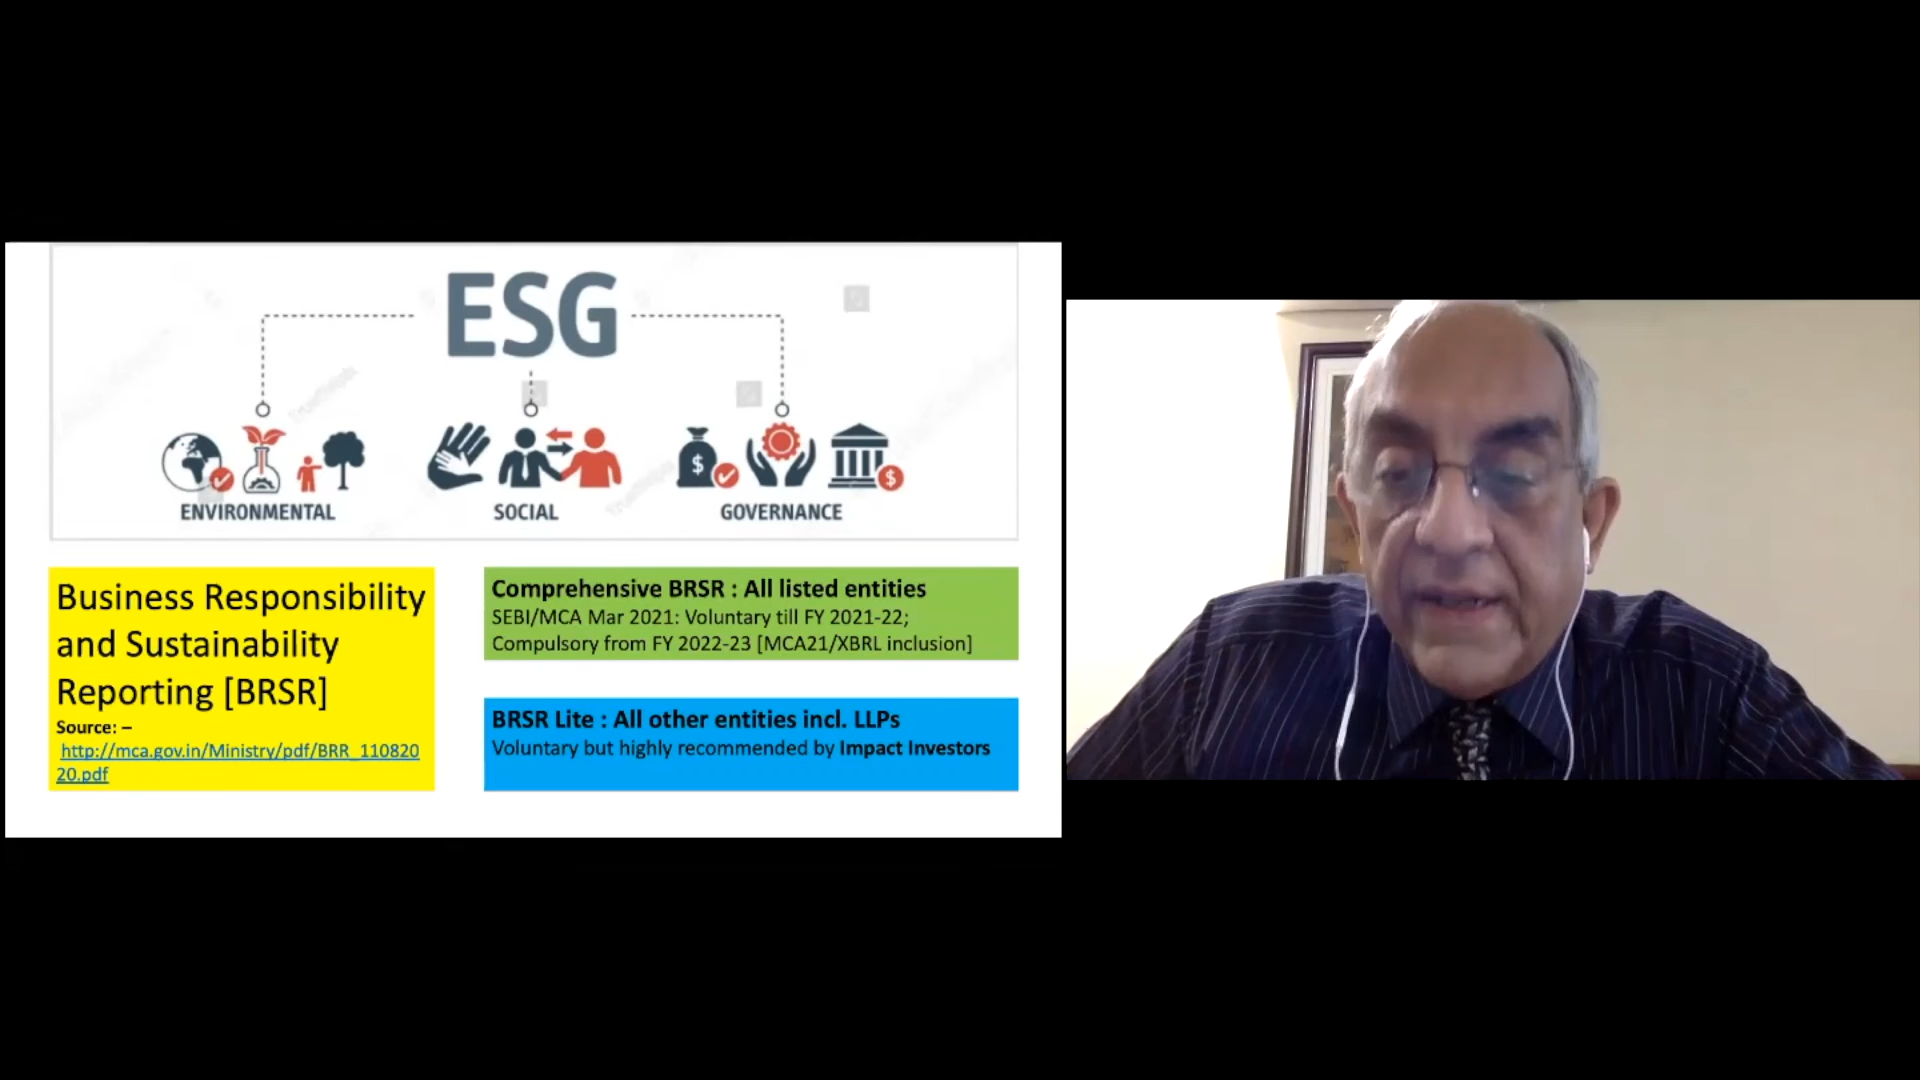 ESG
ENVIRONMENTAL
SOCIAL
GOVERNANCE
Business Responsibility
and Sustainability
Reporting [BRSR]
Source: –
http://mca.gov.in/Ministry/pdf/BRR_110820
20.pdf
Comprehensive BRSR : All listed entities
SEBI/MCA Mar 2021: Voluntary till FY 2021-22;
Compulsory from FY 2022-23 [MCA21/XBRL inclusion]
BRSR Lite : All other entities incl. LLPs
Voluntary but highly recommended by Impact Investors